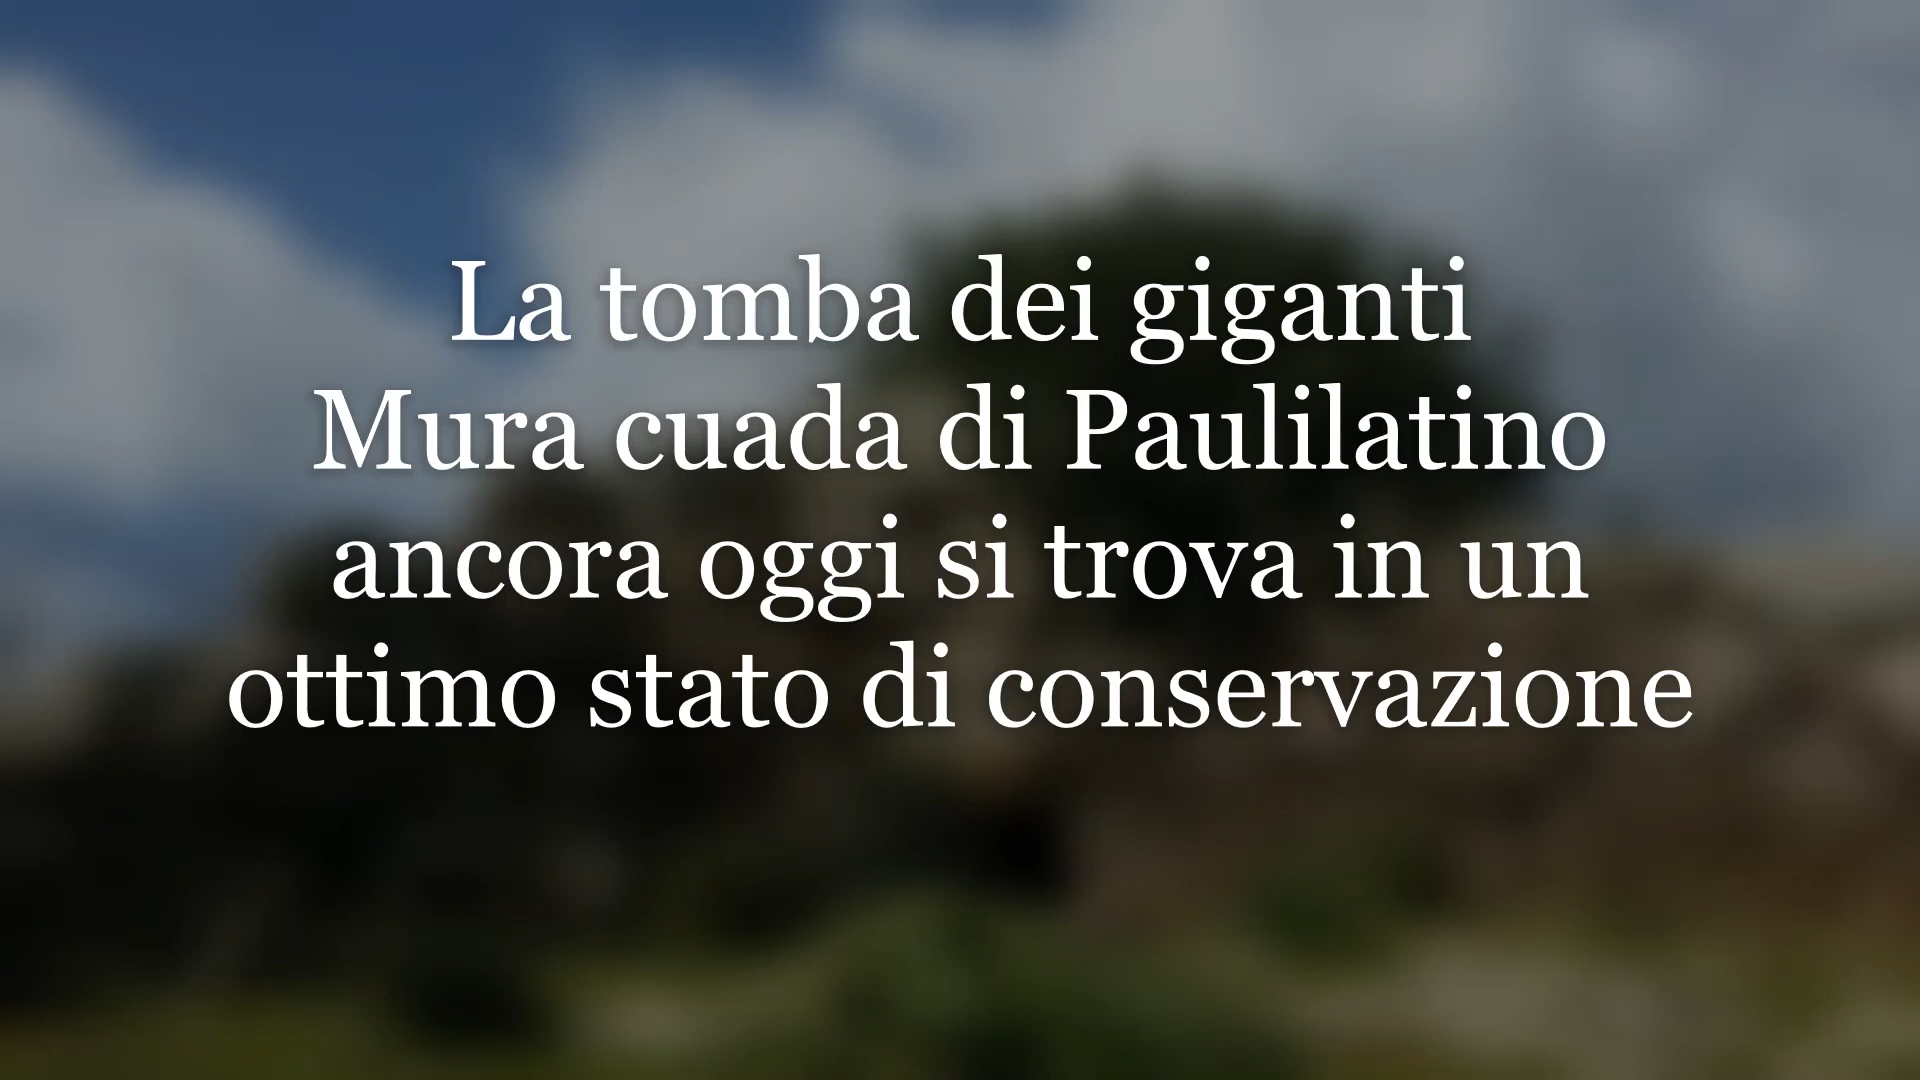 La tomba dei giganti
Mura cuada di Paulilatino
ancora oggi si trova in un
ottimo stato di conservazione